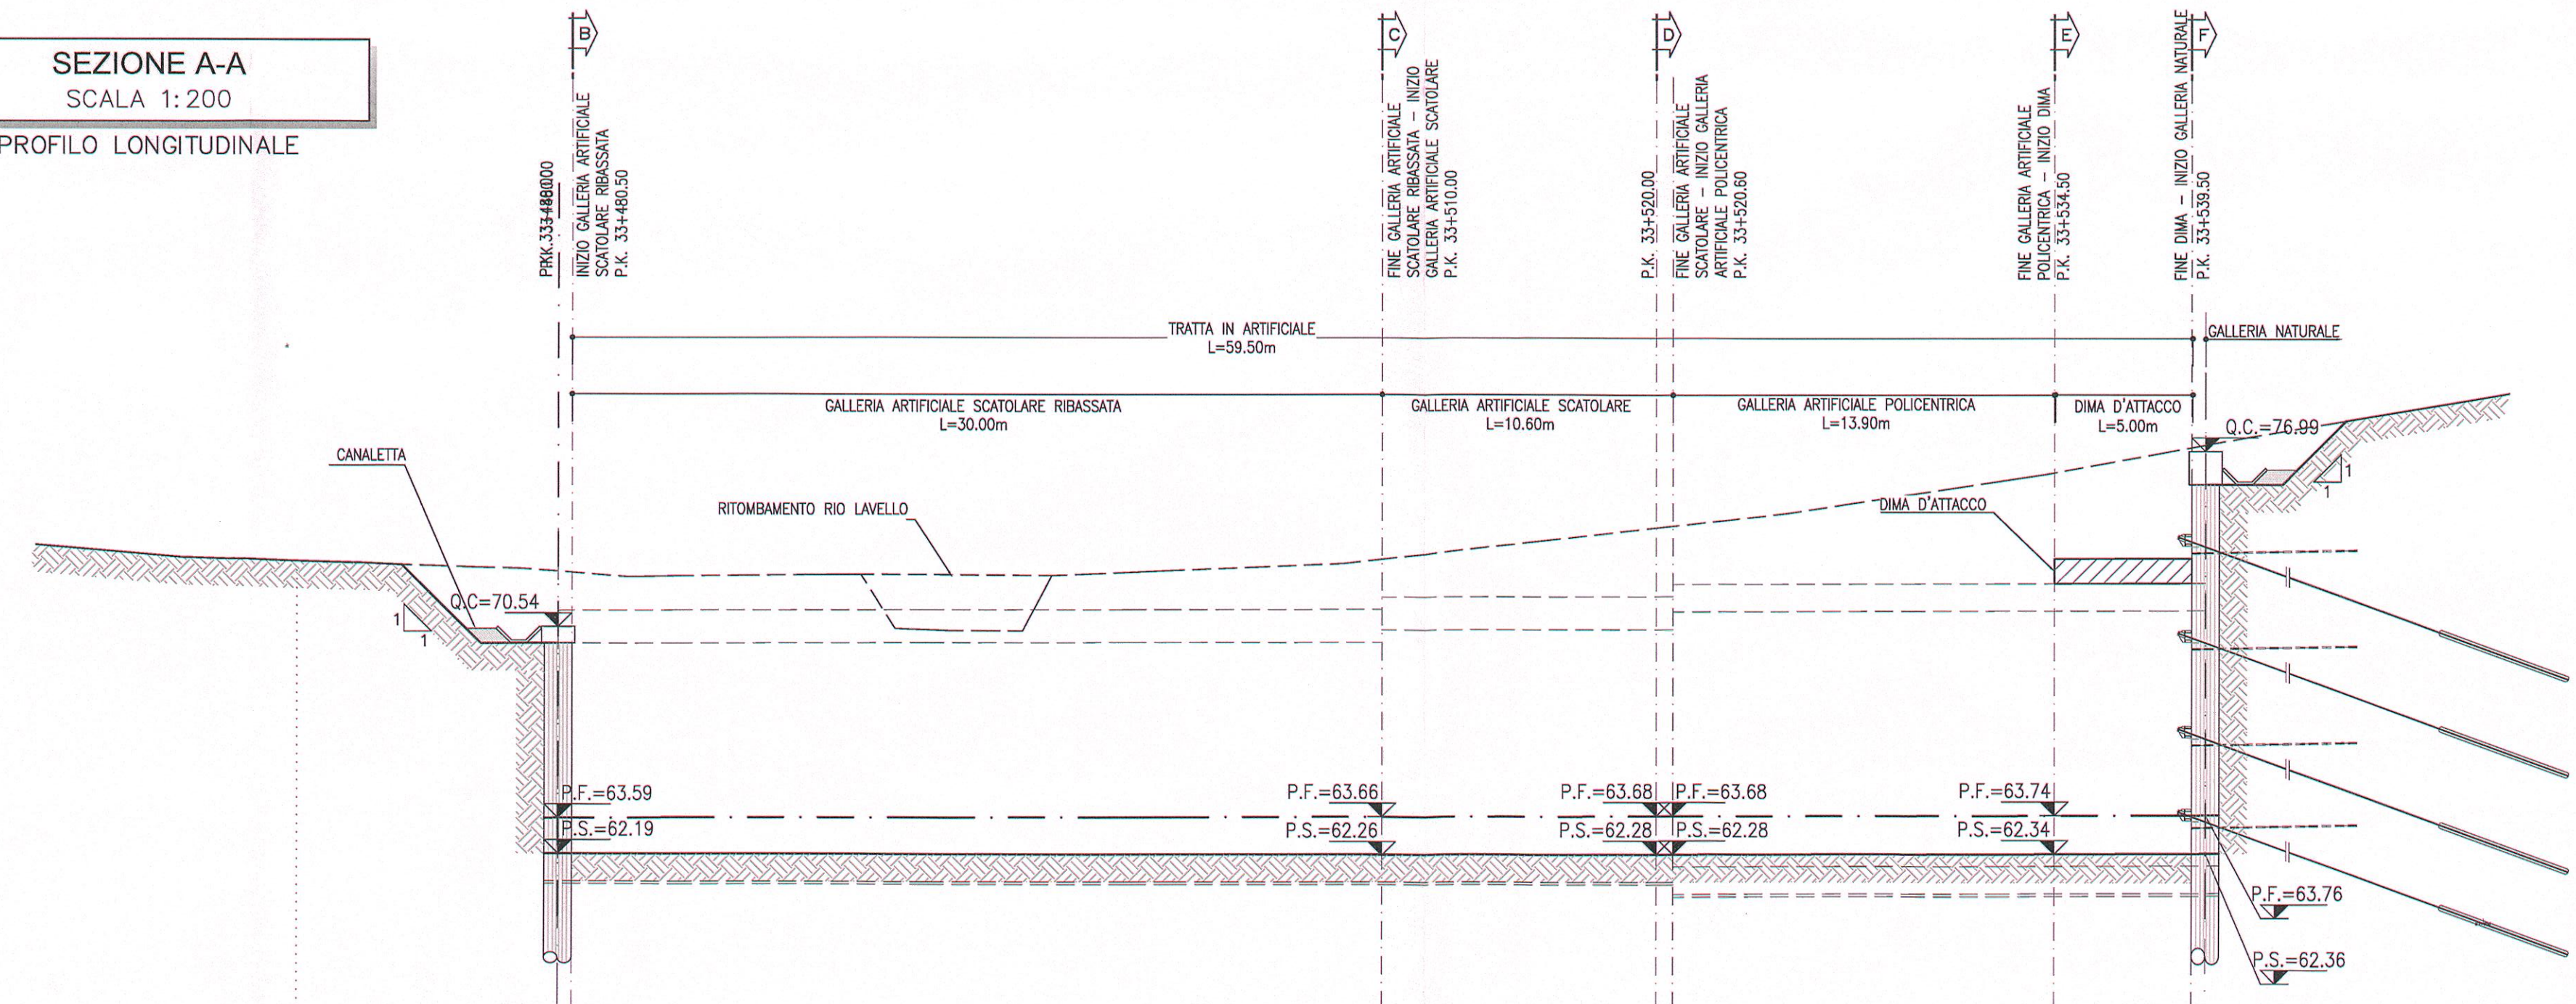 SEZIONE A-A
SCALA 1:200
PROFILO LONGITUDINALE
B
C
D
E
F
INIZIO GALLERIA ARTIFICIALE
SCATOLARE RIBASSATA
P.K. 33+480.50
FINE GALLERIA ARTIFICIALE
SCATOLARE RIBASSATA - INIZIO
GALLERIA ARTIFICIALE SCATOLARE
P.K. 33+510.00
P.K. 33+520.00
FINE GALLERIA ARTIFICIALE
SCATOLARE - INIZIO GALLERIA
ARTIFICIALE POLICENTRICA
P.K. 33+520.60
FINE GALLERIA ARTIFICIALE
POLICENTRICA - INIZIO DIMA
P.K. 33+534.50
FINE DIMA - INIZIO GALLERIA NATURALE
P.K. 33+539.50
TRATTA IN ARTIFICIALE
L=59.50m
GALLERIA NATURALE
GALLERIA ARTIFICIALE SCATOLARE RIBASSATA
L=30.00m
GALLERIA ARTIFICIALE SCATOLARE
L=10.60m
GALLERIA ARTIFICIALE POLICENTRICA
L=13.90m
DIMA D'ATTACCO
L=5.00m
Q.C.=76.99
CANALETTA
RITOMBAMENTO RIO LAVELLO
DIMA D'ATTACCO
1
1
Q.C=70.54
1
1
P.F.=63.59
P.F.=63.66
P.F.=63.68
P.F.=63.68
P.F.=63.74
P.S.=62.19
P.S.=62.26
P.S.=62.28
P.S.=62.28
P.S.=62.34
P.F.=63.76
P.S.=62.36